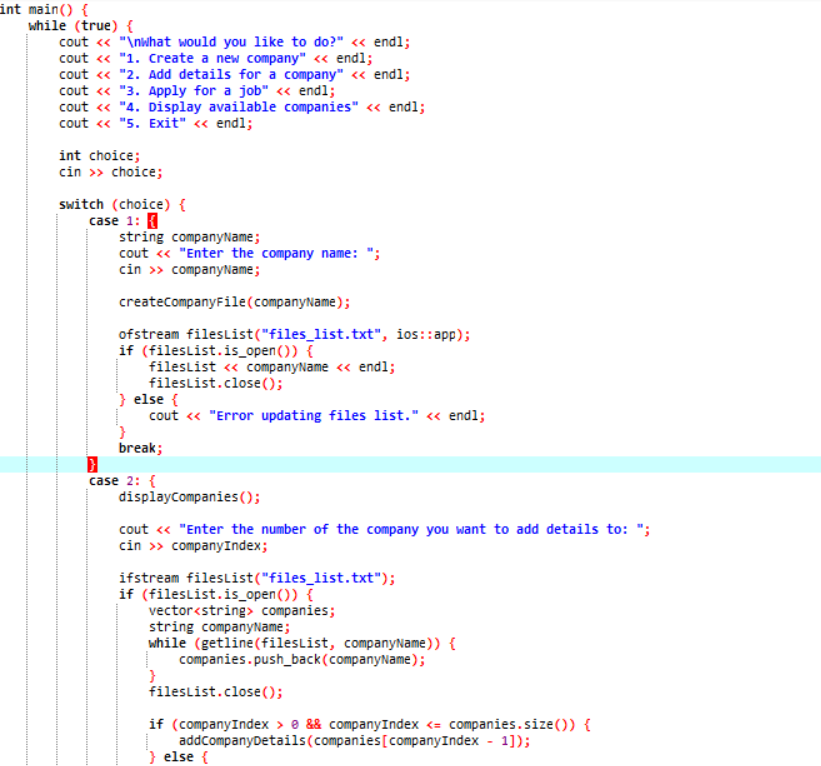 int main() {
while (true) {
cout << "\nWhat would you like to do?" << endl;
cout << "1. Create a new company" << endl;
cout << "2. Add details for a company" << endl;
cout << "3. Apply for a job" << endl;
cout << "4. Display available companies" << endl;
cout << "5. Exit" << endl;
int choice;
cin >> choice;
switch (choice) {
case 1: {
string companyName;
cout << "Enter the company name: ";
cin >> companyName;
createCompanyFile(companyName);
ofstream filesList("files_list.txt", ios::app);
if (filesList.is_open()) {
filesList << companyName << endl;
filesList.close();
} else {
cout << "Error updating files list." << endl;
}
break;
}
case 2: {
displayCompanies();
cout << "Enter the number of the company you want to add details to: ";
cin >> companyIndex;
ifstream filesList("files_list.txt");
if (filesList.is_open()) {
vector<string> companies;
string companyName;
while (getline(filesList, companyName)) {
companies.push_back(companyName);
}
filesList.close();
if (companyIndex > 0 && companyIndex <= companies.size()) {
addCompanyDetails(companies[companyIndex - 1]);
} else {